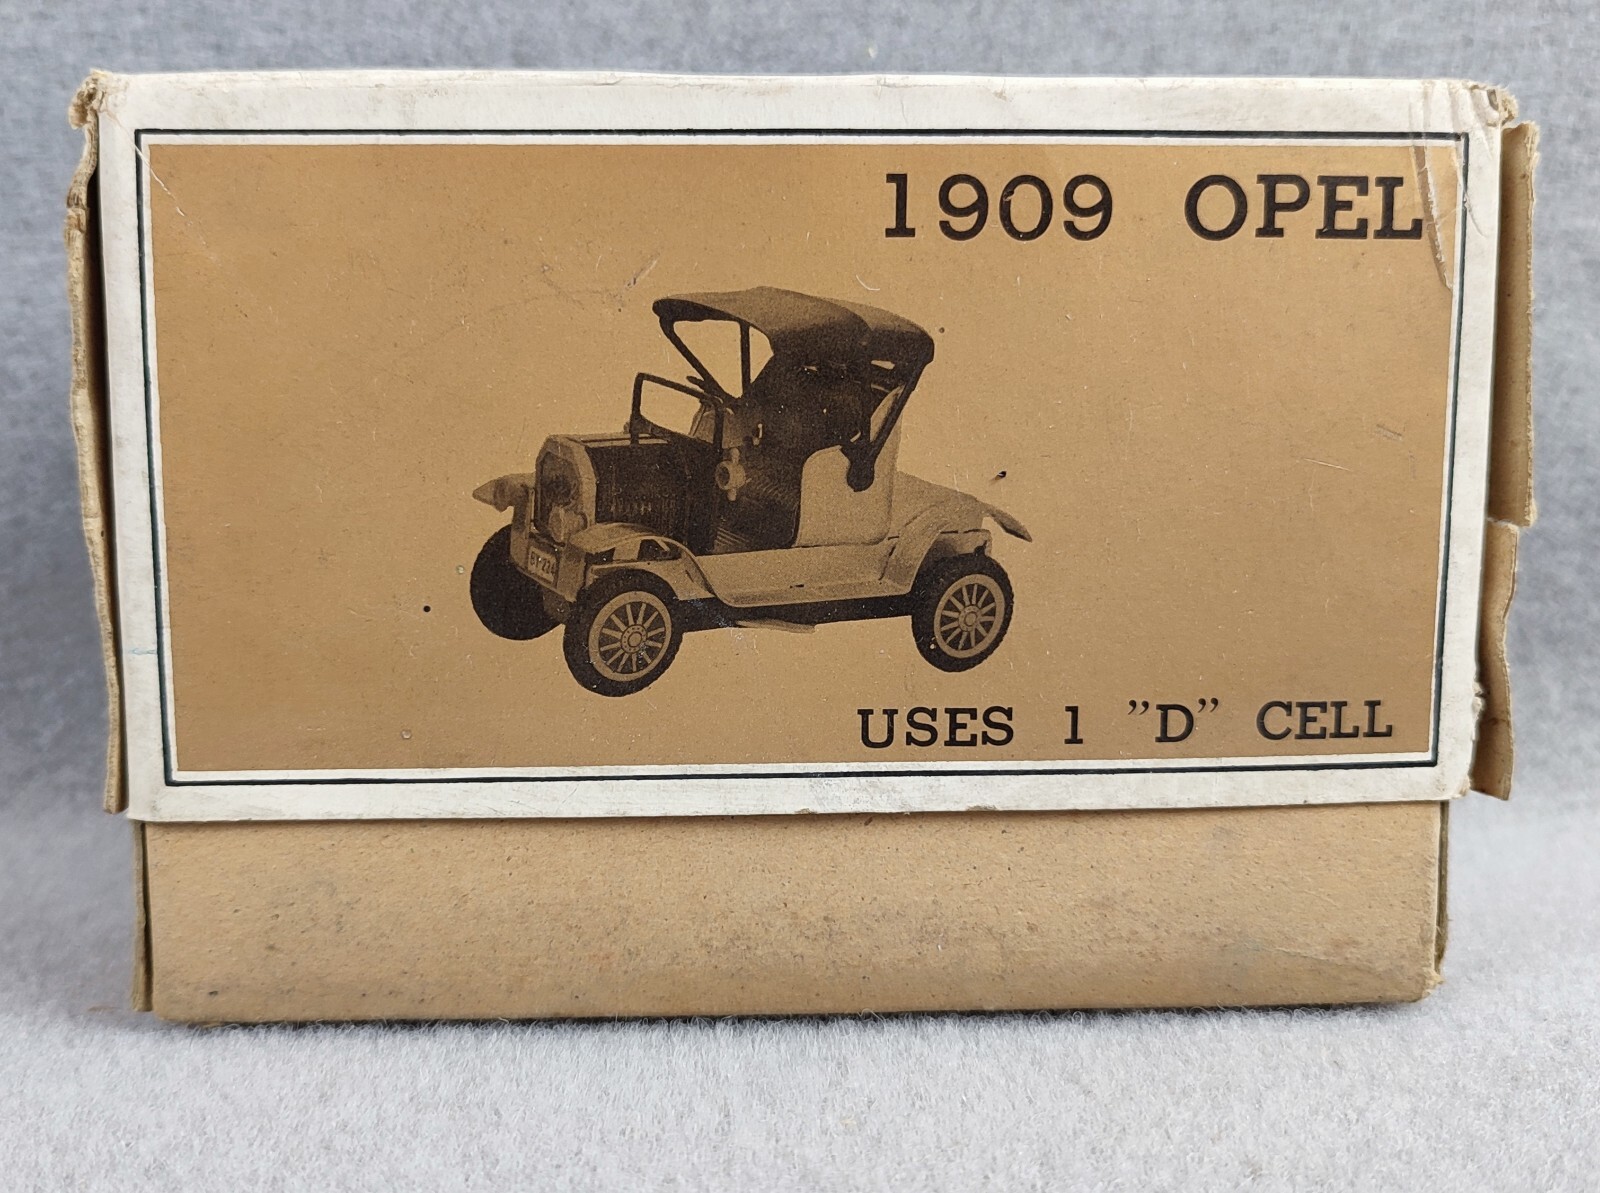 1909 OPEL
USES 1 "D" CELL